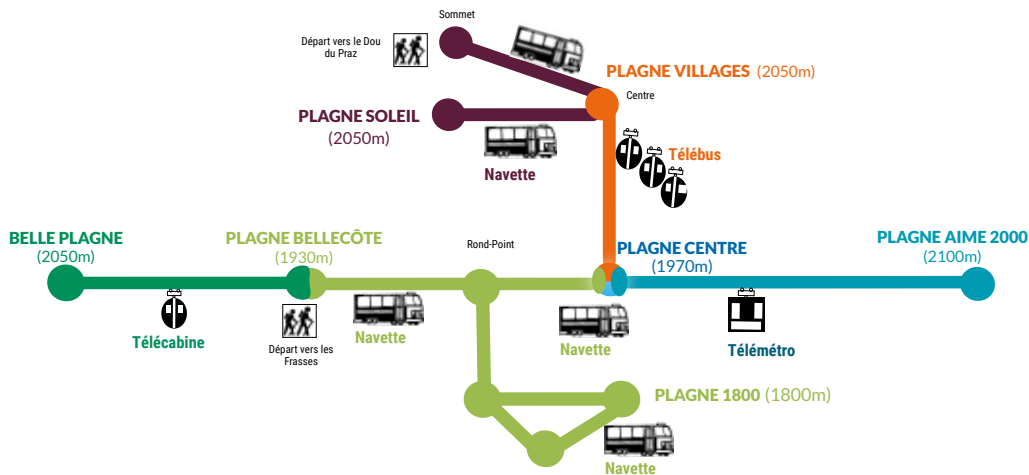 Sommet
Départ vers le Dou
du Praz
PLAGNE VILLAGES (2050m)
Centre
PLAGNE SOLEIL
(2050m)
Navette
Télébus
BELLE PLAGNE
(2050m)
PLAGNE BELLECÔTE
(1930m)
Rond-Point
PLAGNE CENTRE
(1970m)
PLAGNE AIME 2000
(2100m)
Télécabine
Départ vers les
Frasses
Navette
Navette
Télémétro
PLAGNE 1800 (1800m)
Navette